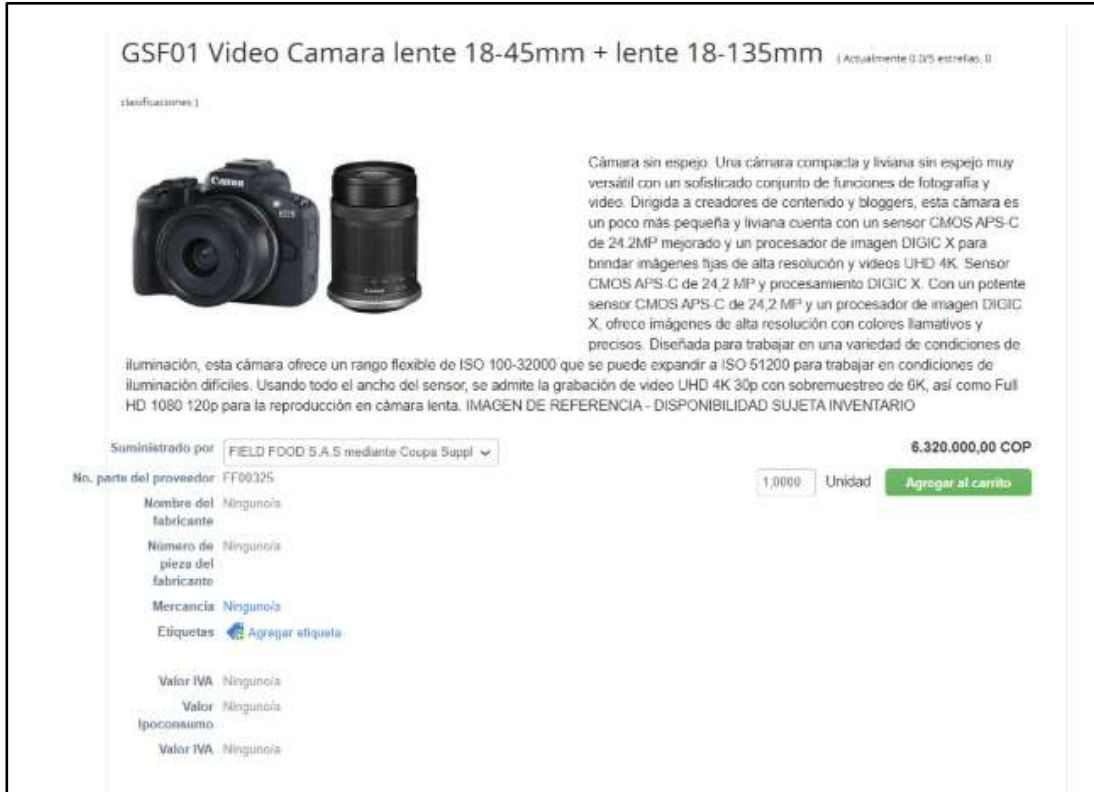 GSF01 Video Camara lente 18-45mm + lente 18-135mm ( Actualmente 0.0/5 estrellas, 0
clasificaciones )
Canon
EOS
Canon
Cámara sin espejo. Una cámara compacta y liviana sin espejo muy
versátil con un sofisticado conjunto de funciones de fotografía y
video. Dirigida a creadores de contenido y bloggers, esta cámara es
un poco más pequeña y liviana cuenta con un sensor CMOS APS-C
de 24.2MP mejorado y un procesador de imagen DIGIC X para
brindar imágenes fijas de alta resolución y videos UHD 4K. Sensor
CMOS APS-C de 24,2 MP y procesamiento DIGIC X. Con un potente
sensor CMOS APS-C de 24,2 MP y un procesador de imagen DIGIC
X, ofrece imágenes de alta resolución con colores llamativos y
precisos. Diseñada para trabajar en una variedad de condiciones de
iluminación, esta cámara ofrece un rango flexible de ISO 100-32000 que se puede expandir a ISO 51200 para trabajar en condiciones de
iluminación difíciles. Usando todo el ancho del sensor, se admite la grabación de video UHD 4K 30p con sobremuestreo de 6K, así como Full
HD 1080 120p para la reproducción en cámara lenta. IMAGEN DE REFERENCIA - DISPONIBILIDAD SUJETA INVENTARIO
Suministrado por FIELD FOOD S.A.S mediante Coupa Suppl
6.320.000,00 COP
No. parte del proveedor FF00325
1,0000 Unidad Agregar al carrito
Nombre del Ninguno/a
fabricante
Número de Ninguno/a
pieza del
fabricante
Mercancía Ninguno/a
Etiquetas Agregar etiqueta
Valor IVA Ninguno/a
Valor Ninguno/a
Ipoconsumo
Valor IVA Ninguno/a